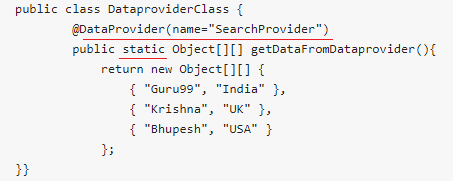 public class DataproviderClass {
@DataProvider(name="SearchProvider")
public static Object[][] getDataFromDataprovider(){
return new Object[][] {
{ "Guru99", "India" },
{ "Krishna", "UK" },
{ "Bhupesh", "USA" }
};
}}